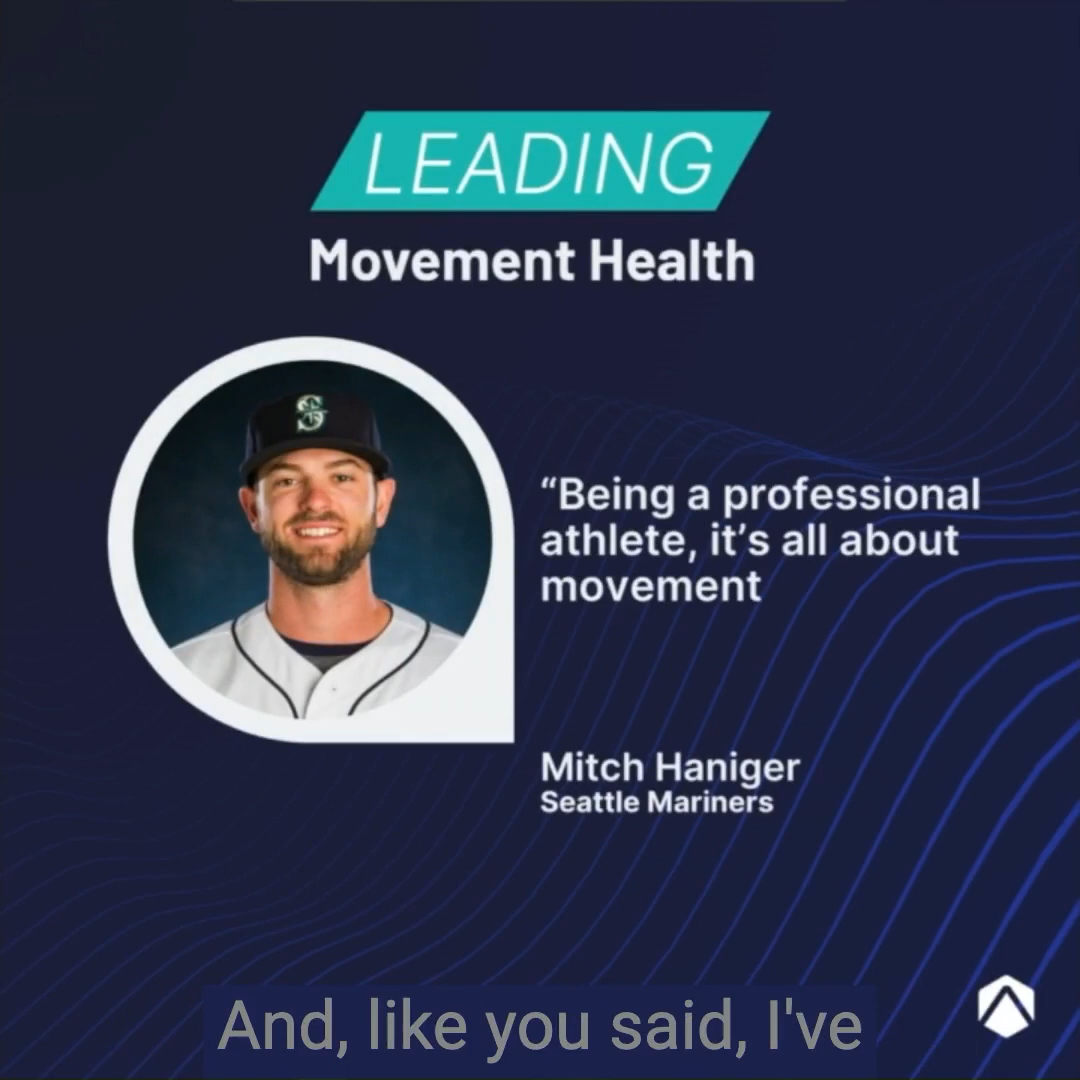 LEADING
Movement Health
S
“Being a professional
athlete, it’s all about
movement
Mitch Haniger
Seattle Mariners
And, like you said, I've